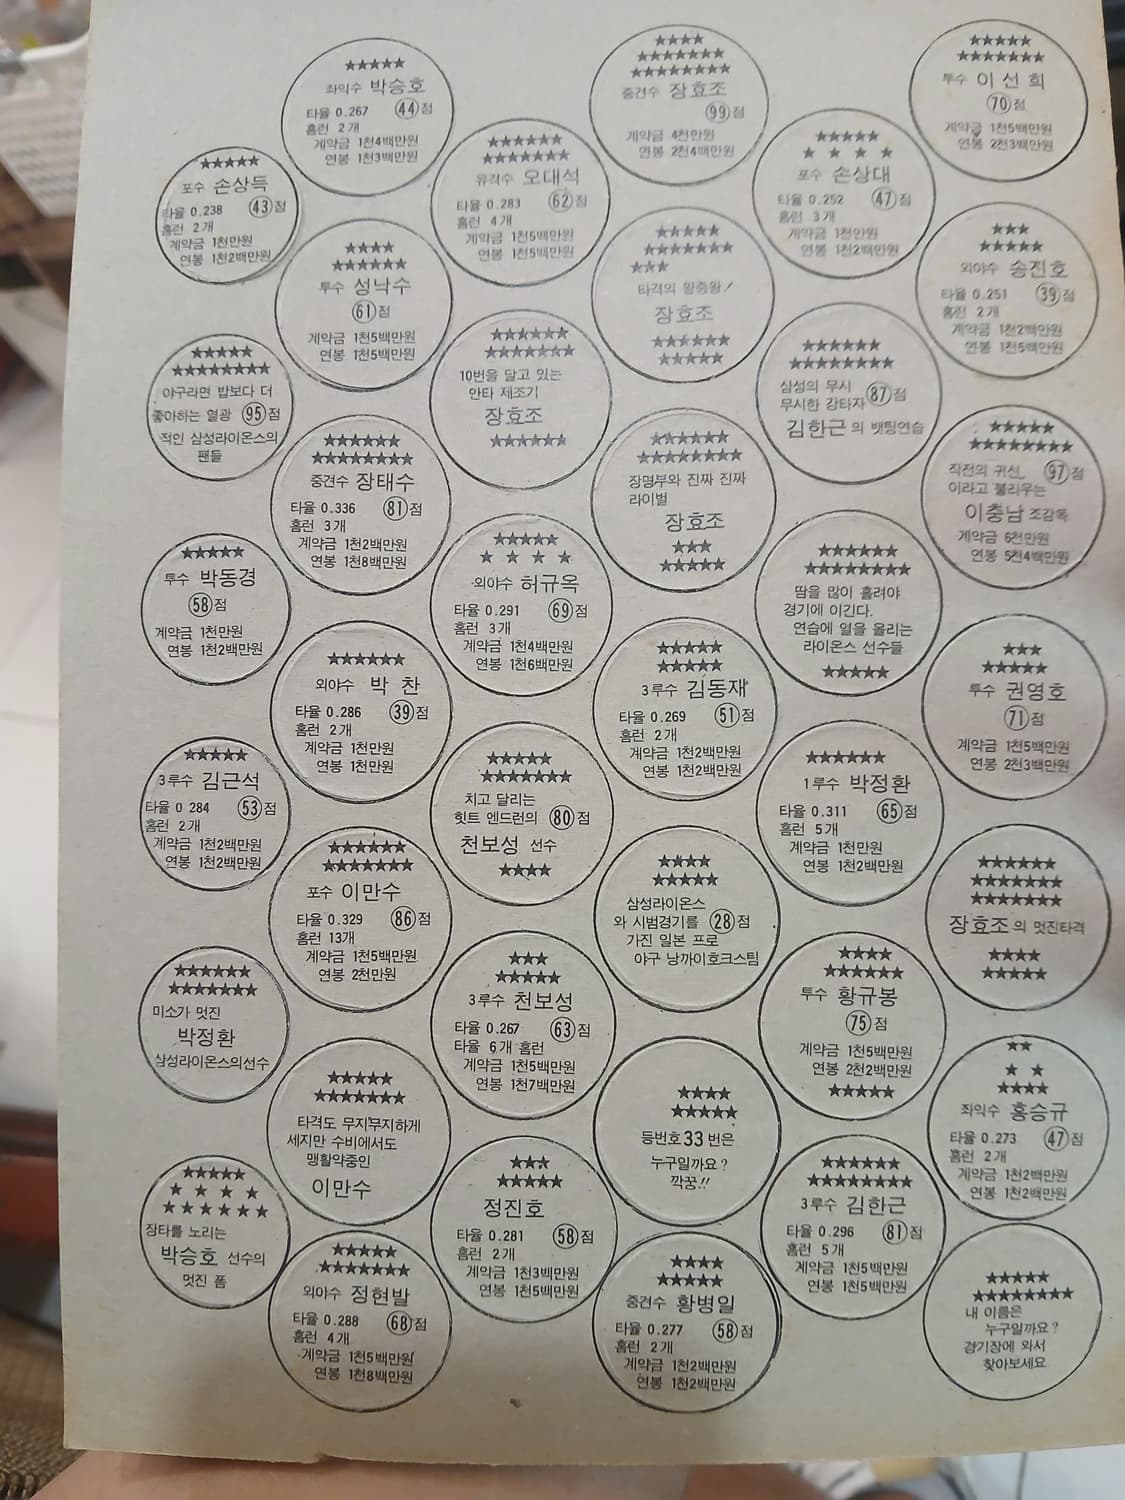 ★★★★★
좌익수 박승호
타율 0.267 44점
홈런 2개
계약금 1천4백만원
연봉 1천3백만원
★★★★
★★★★★★
★★★★★★★★
중견수 장효조
99점
계약금 4천만원
연봉 2천4백만원
★★★★★
★★★★★★★
투수 이선희
70점
계약금 1천5백만원
연봉 2천3백만원
★★★★★
포수 손상득
타율 0.238 43점
홈런 2개
계약금 1천만원
연봉 1천2백만원
★★★★★★
★★★★★★★
유격수 오대석
타율 0.283 62점
홈런 4개
계약금 1천5백만원
연봉 1천5백만원
★★★★★
★ ★ ★ ★
포수 손상대
타율 0.252 47점
홈런 3개
계약금 1천만원
연봉 1천2백만원
★★★★
★★★★★★
투수 성낙수
61점
계약금 1천5백만원
연봉 1천5백만원
★★★★★
★★★★★★
★★★
타격의 왕중왕!
장효조
★★★★★★
★★★★★
★★★
★★★★★
외야수 송진호
타율 0.251 39점
홈런 2개
계약금 1천2백만원
연봉 1천5백만원
★★★★★
★★★★★★★★
야구라면 밥보다 더
좋아하는 열광 95점
적인 삼성라이온스의
팬들
★★★★★★
★★★★★★★
10번을 달고 있는
안타 제조기
장효조
★★★★★★
★★★★★★
★★★★★★★★
삼성의 무시
무시한 강타자 87점
김한근의 뱃팅연습
★★★★★★
★★★★★★★★
중견수 장태수
타율 0.336 81점
홈런 3개
계약금 1천2백만원
연봉 1천8백만원
★★★★★★
★★★★★★★★
장명부와 진짜 진짜
라이벌
장효조
★★★
★★★★★
★★★★★
★★★★★★★★
작전의 귀신 97점
이라고 불리우는
이충남 조감독
계약금 6천만원
연봉 5천4백만원
★★★★★
투수 박동경
58점
계약금 1천만원
연봉 1천2백만원
★★★★★
★ ★ ★ ★
외야수 허규옥
타율 0.291 69점
홈런 3개
계약금 1천4백만원
연봉 1천6백만원
★★★★★★
★★★★★★★★
땀을 많이 흘려야
경기에 이긴다.
연습에 열을 올리는
라이온스 선수들
★★★★★
★★★★★★
외야수 박 찬
타율 0.286 39점
홈런 2개
계약금 1천만원
연봉 1천만원
★★★★★
★★★★★
3루수 김동재
타율 0.269 51점
홈런 2개
계약금 1천2백만원
연봉 1천2백만원
★★★
★★★★★
투수 권영호
71점
계약금 1천5백만원
연봉 2천3백만원
★★★★★
3루수 김근석
타율 0 284 53점
홈런 2개
계약금 1천2백만원
연봉 1천2백만원
★★★★★
★★★★★★★
치고 달리는
힛트 엔드런의 80점
천보성 선수
★★★★
★★★★★★
1루수 박정환
타율 0.311 65점
홈런 5개
계약금 1천만원
연봉 1천2백만원
★★★★★★
★★★★★★★
포수 이만수
타율 0.329 86점
홈런 13개
계약금 1천5백만원
연봉 2천만원
★★★★
★★★★★
삼성라이온스
와 시범경기를 28점
가진 일본 프로
야구 낭까이호크스팀
★★★★★★
★★★★★★★
★★★★★★★
장효조의 멋진타격
★★★★
★★★★★
★★★★★★
★★★★★★★
미소가 멋진
박정환
삼성라이온스의선수
★★★
★★★★★
3루수 천보성
타율 0.267 63점
타율 6개 홈런
계약금 1천5백만원
연봉 1천7백만원
★★★★
★★★★★★
투수 황규봉
75점
계약금 1천5백만원
연봉 2천2백만원
★★★★★
★★★★★
★★★★★★★
타격도 무지무지하게
세지만 수비에서도
맹활약중인
이만수
★★★★
★★★★★
등번호 33번은
누구일까요?
깍꿍!!
★★
★ ★
★★★★
좌익수 홍승규
타율 0.273 47점
홈런 2개
계약금 1천2백만원
연봉 1천2백만원
★★★★★
★ ★ ★ ★
★ ★ ★ ★ ★ ★
장타를 노리는
박승호 선수의
멋진 폼
★★★
★★★★★
정진호
타율 0.281 58점
홈런 2개
계약금 1천3백만원
연봉 1천5백만원
★★★★★★
★★★★★★★★
3루수 김한근
타율 0.296 81점
홈런 5개
계약금 1천5백만원
연봉 1천5백만원
★★★★★
★★★★★★★
외야수 정현발
타율 0.288 68점
홈런 4개
계약금 1천5백만원
연봉 1천8백만원
★★★★
★★★★★
중견수 황병일
타율 0.277 58점
홈런 2개
계약금 1천2백만원
연봉 1천2백만원
★★★★★
★★★★★★★★
내 이름은
누구일까요?
경기장에 와서
찾아보세요